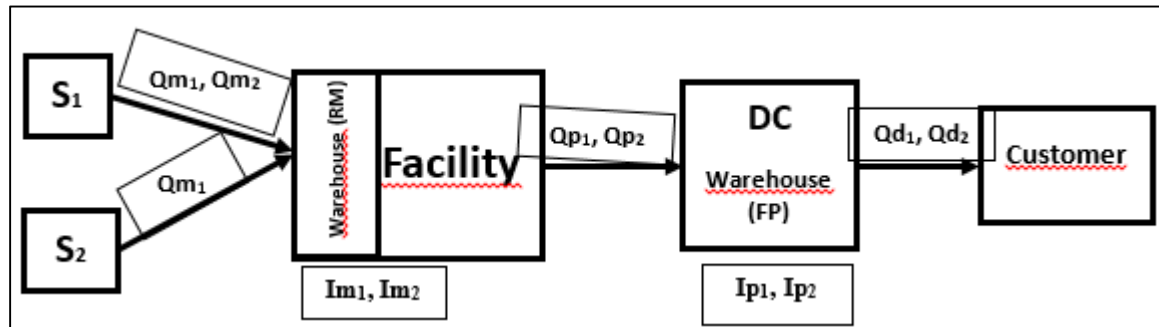 S₁
Qm₁, Qm₂
S₂
Qm₁
Warehouse (RM)
Facility
Im₁, Im₂
Qp₁, Qp₂
DC
Warehouse
(FP)
Ip₁, Ip₂
Qd₁, Qd₂
Customer